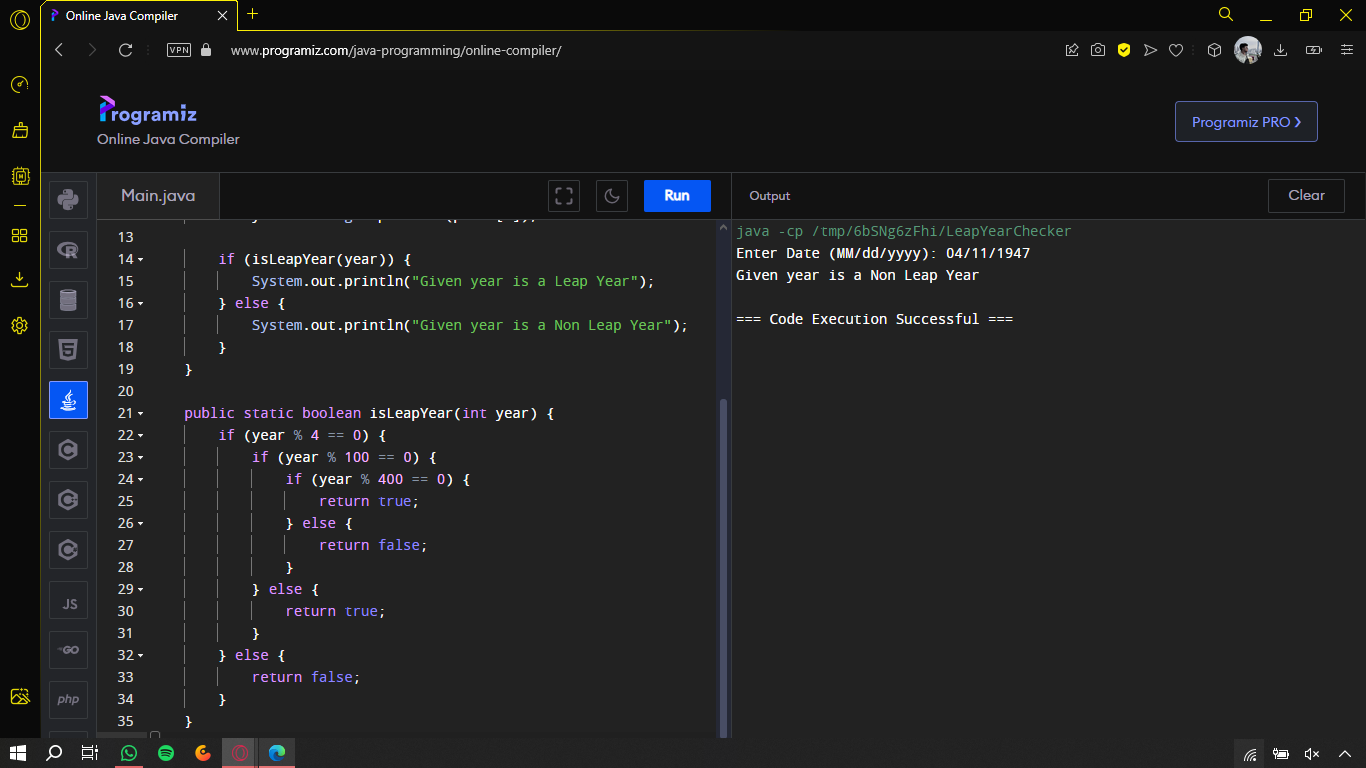 Online Java Compiler
VPN
www.programiz.com/java-programming/online-compiler/
Programiz
Online Java Compiler
Programiz PRO ❯
Main.java
Run
Output
Clear
13
14 if (isLeapYear(year)) {
15 System.out.println("Given year is a Leap Year");
16 } else {
17 System.out.println("Given year is a Non Leap Year");
18 }
19 }
20
21 public static boolean isLeapYear(int year) {
22 if (year % 4 == 0) {
23 if (year % 100 == 0) {
24 if (year % 400 == 0) {
25 return true;
26 } else {
27 return false;
28 }
29 } else {
30 return true;
31 }
32 } else {
33 return false;
34 }
35 }
java -cp /tmp/6bSNg6zFhi/LeapYearChecker
Enter Date (MM/dd/yyyy): 04/11/1947
Given year is a Non Leap Year
=== Code Execution Successful ===
JS
GO
php